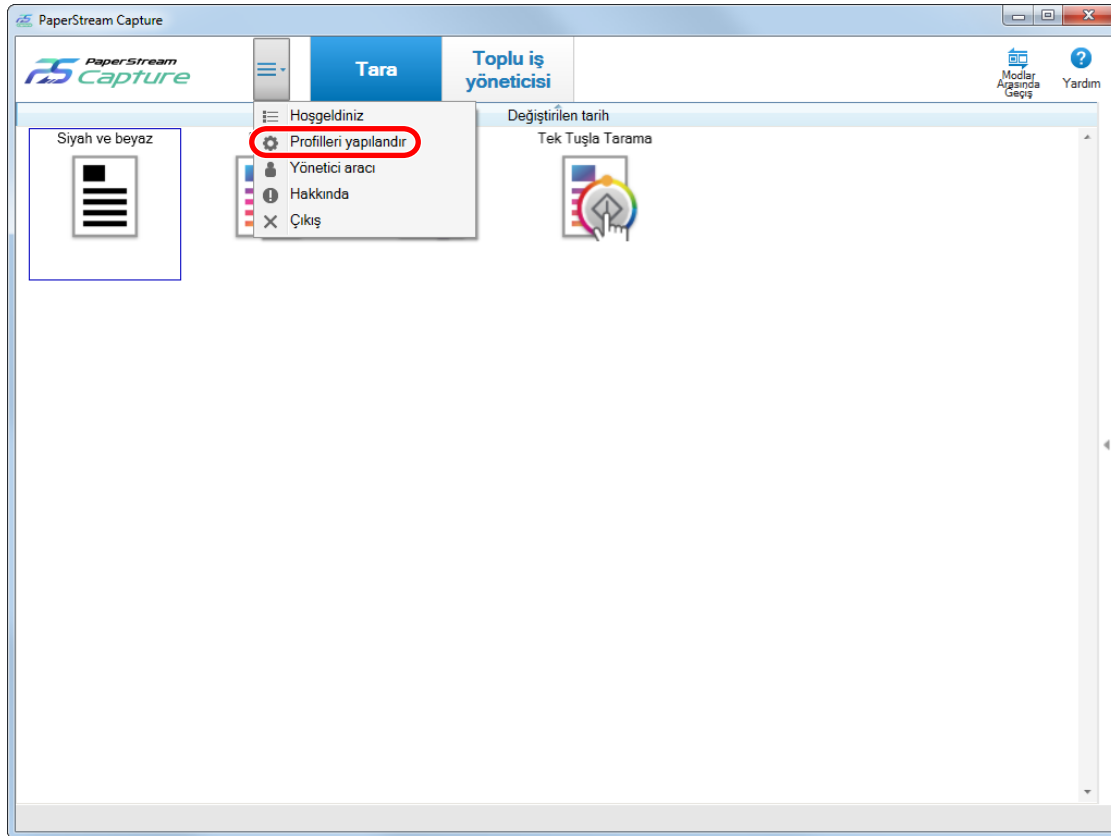 PaperStream Capture
PaperStream
Capture
Tara
Toplu iş
yöneticisi
Modlar
Arasında
Geçiş
Yardım
Değiştirilen tarih
Hoşgeldiniz
Profilleri yapılandır
Yönetici aracı
Hakkında
Çıkış
Siyah ve beyaz
Tek Tuşla Tarama